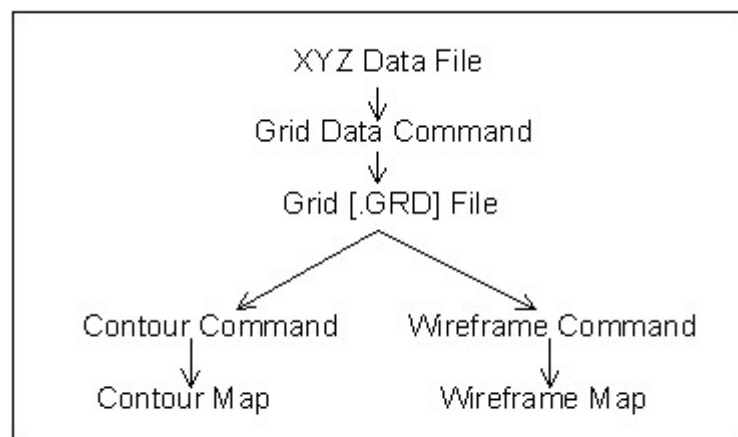 XYZ Data File
Grid Data Command
Grid [.GRD] File
Contour Command
Wireframe Command
Contour Map
Wireframe Map